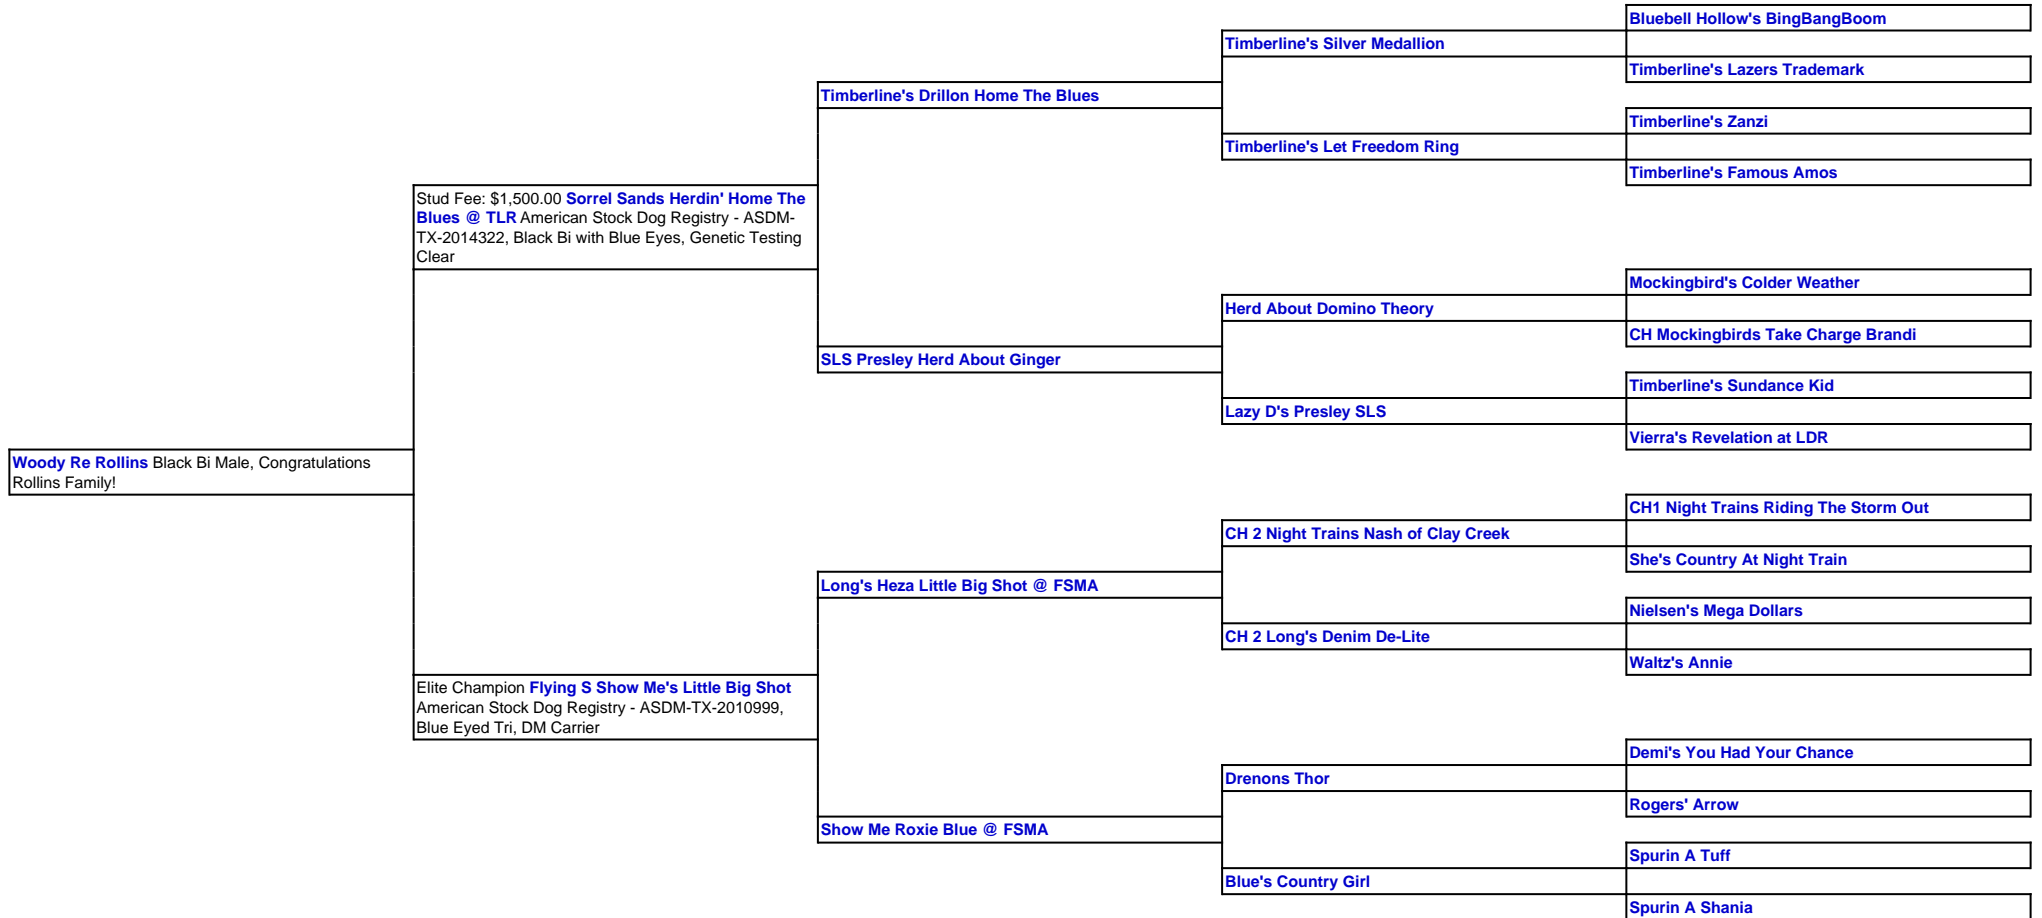 Bluebell Hollow's BingBangBoom
Timberline's Silver Medallion
Timberline's Lazers Trademark
Timberline's Drillon Home The Blues
Timberline's Zanzi
Timberline's Let Freedom Ring
Timberline's Famous Amos
Stud Fee: $1,500.00 Sorrel Sands Herdin' Home The
Blues @ TLR American Stock Dog Registry - ASDM-
TX-2014322, Black Bi with Blue Eyes, Genetic Testing
Clear
Mockingbird's Colder Weather
Herd About Domino Theory
CH Mockingbirds Take Charge Brandi
SLS Presley Herd About Ginger
Timberline's Sundance Kid
Lazy D's Presley SLS
Vierra's Revelation at LDR
Woody Re Rollins Black Bi Male, Congratulations
Rollins Family!
CH1 Night Trains Riding The Storm Out
CH 2 Night Trains Nash of Clay Creek
She's Country At Night Train
Long's Heza Little Big Shot @ FSMA
Nielsen's Mega Dollars
CH 2 Long's Denim De-Lite
Waltz's Annie
Elite Champion Flying S Show Me's Little Big Shot
American Stock Dog Registry - ASDM-TX-2010999,
Blue Eyed Tri, DM Carrier
Demi's You Had Your Chance
Drenons Thor
Rogers' Arrow
Show Me Roxie Blue @ FSMA
Spurin A Tuff
Blue's Country Girl
Spurin A Shania